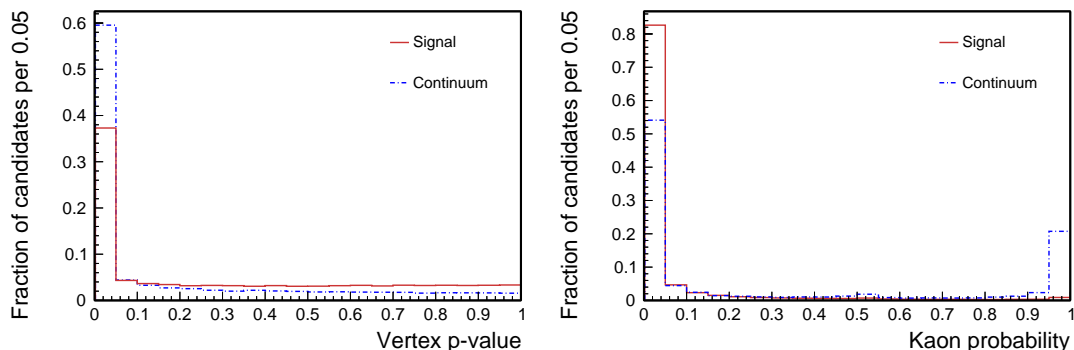 Fraction of candidates per 0.05
0.6
0.5
0.4
0.3
0.2
0.1
0
Signal
Continuum
0 0.1 0.2 0.3 0.4 0.5 0.6 0.7 0.8 0.9 1
Vertex p-value
Fraction of candidates per 0.05
0.8
0.7
0.6
0.5
0.4
0.3
0.2
0.1
0
Signal
Continuum
0 0.1 0.2 0.3 0.4 0.5 0.6 0.7 0.8 0.9 1
Kaon probability